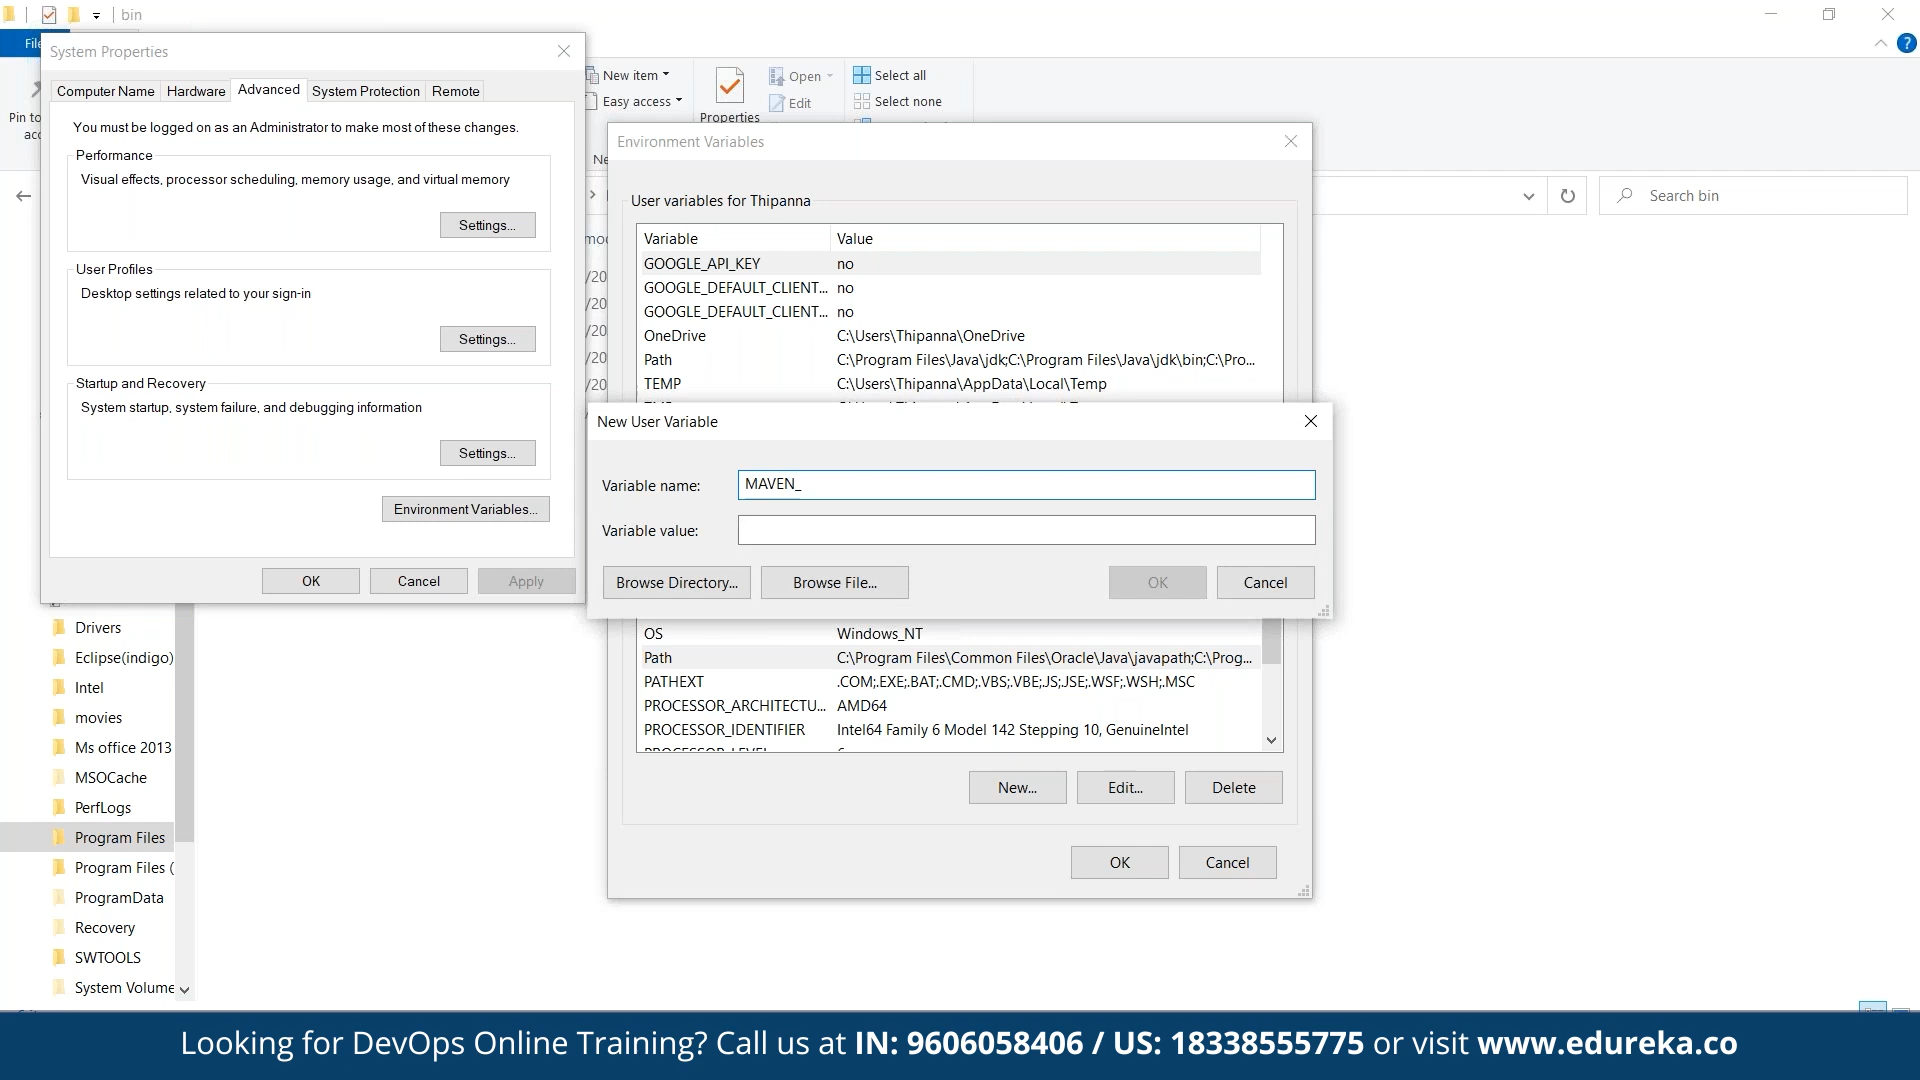 bin
File
System Properties
Computer Name
Hardware
Advanced
System Protection
Remote
You must be logged on as an Administrator to make most of these changes.
Performance
Visual effects, processor scheduling, memory usage, and virtual memory
Settings...
User Profiles
Desktop settings related to your sign-in
Settings...
Startup and Recovery
System startup, system failure, and debugging information
Settings...
Environment Variables...
OK
Cancel
Apply
Pin to
New item
Easy access
Properties
Open
Edit
Select all
Select none
Search bin
Environment Variables
User variables for Thipanna
Variable Value
GOOGLE_API_KEY no
GOOGLE_DEFAULT_CLIENT... no
GOOGLE_DEFAULT_CLIENT... no
OneDrive C:\Users\Thipanna\OneDrive
Path C:\Program Files\Java\jdk;C:\Program Files\Java\jdk\bin;C:\Pro...
TEMP C:\Users\Thipanna\AppData\Local\Temp
New User Variable
Variable name: MAVEN_
Variable value:
Browse Directory...
Browse File...
OK
Cancel
OS Windows_NT
Path C:\Program Files\Common Files\Oracle\Java\javapath;C:\Prog...
PATHEXT .COM;.EXE;.BAT;.CMD;.VBS;.VBE;.JS;.JSE;.WSF;.WSH;.MSC
PROCESSOR_ARCHITECTU... AMD64
PROCESSOR_IDENTIFIER Intel64 Family 6 Model 142 Stepping 10, GenuineIntel
New...
Edit...
Delete
OK
Cancel
Drivers
Eclipse(indigo)
Intel
movies
Ms office 2013
MSOCache
PerfLogs
Program Files
Program Files (
ProgramData
Recovery
SWTOOLS
System Volume
Looking for DevOps Online Training? Call us at IN: 9606058406 / US: 18338555775 or visit www.edureka.co